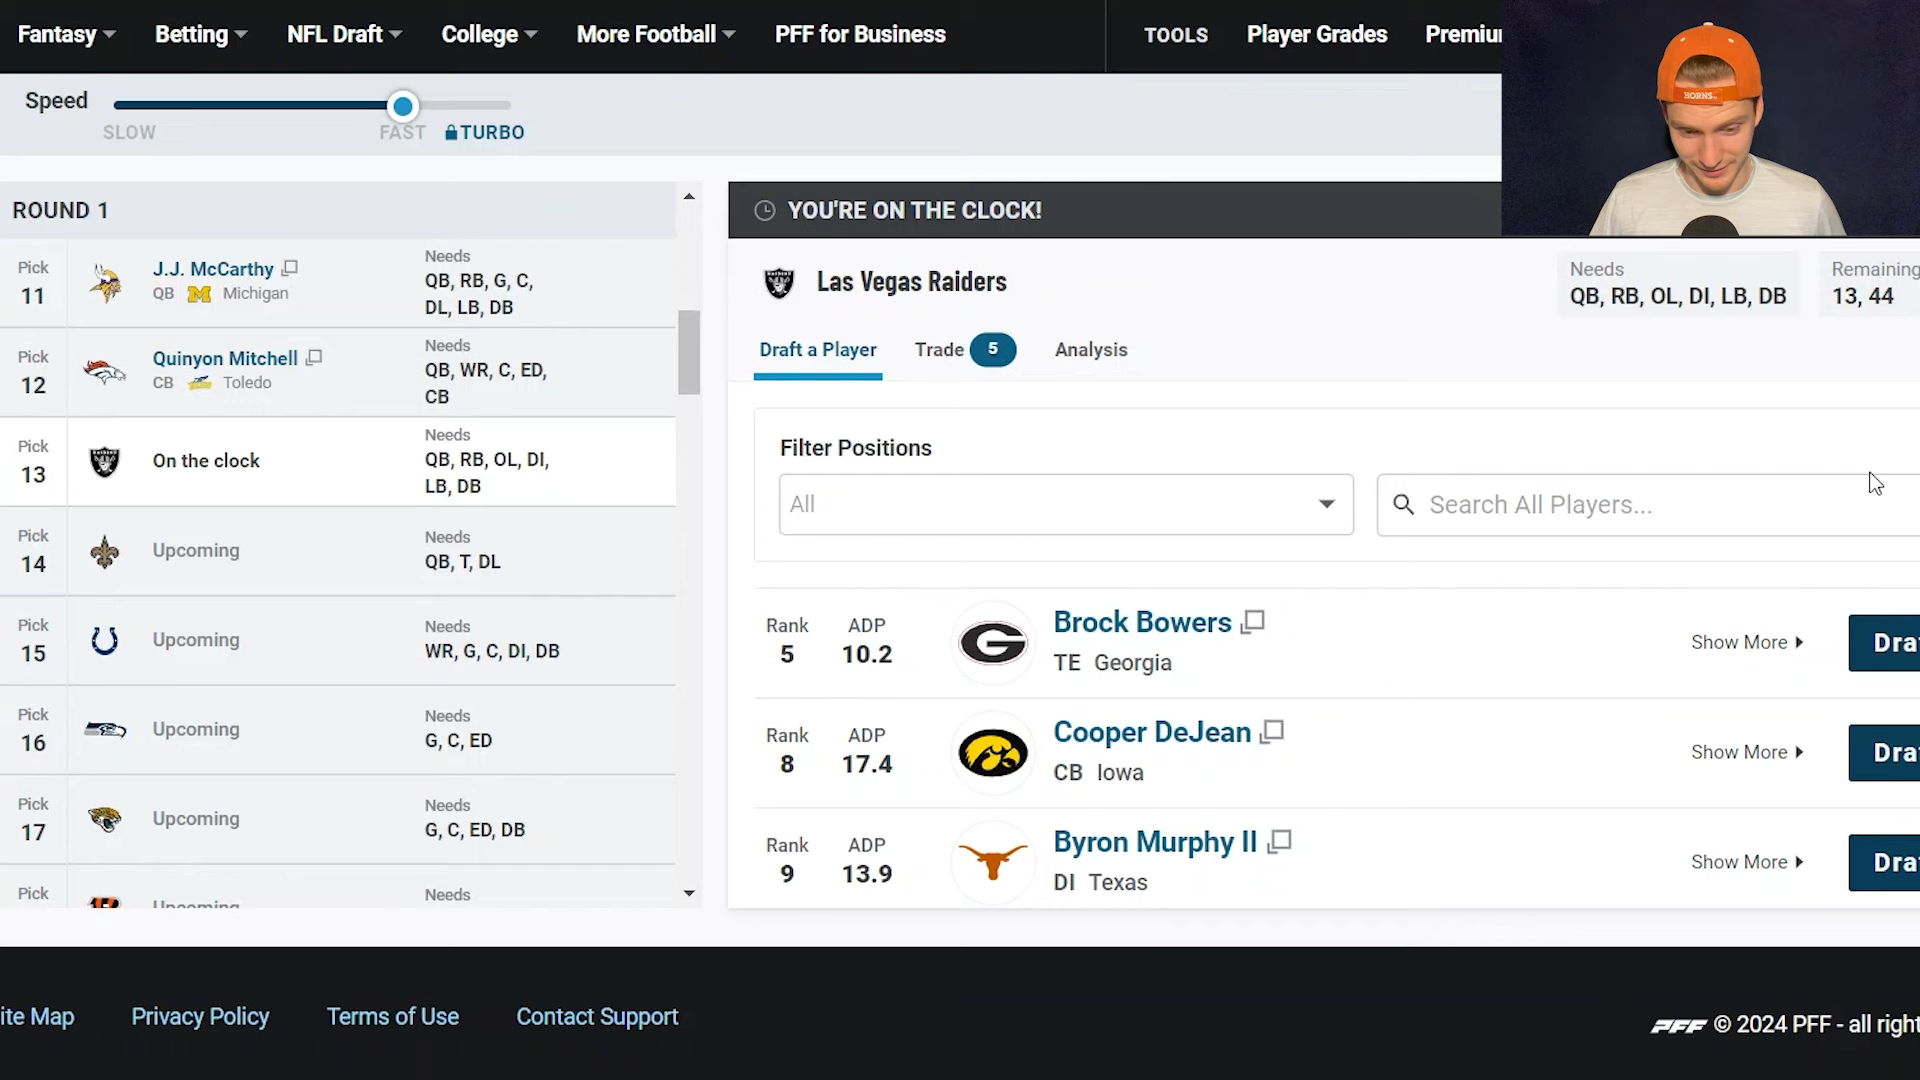 Fantasy
Betting
NFL Draft
College
More Football
PFF for Business
TOOLS
Player Grades
HORNS
Speed
SLOW
FAST
TURBO
ROUND 1
Pick
11
J.J. McCarthy
QB M Michigan
Needs
QB, RB, G, C,
DL, LB, DB
Pick
12
Quinyon Mitchell
CB Toledo
Needs
QB, WR, C, ED,
CB
Pick
13
On the clock
Needs
QB, RB, OL, DI,
LB, DB
Pick
14
Upcoming
Needs
QB, T, DL
Pick
15
Upcoming
Needs
WR, G, C, DI, DB
Pick
16
Upcoming
Needs
G, C, ED
Pick
17
Upcoming
Needs
G, C, ED, DB
Pick
Upcoming
Needs
YOU'RE ON THE CLOCK!
Las Vegas Raiders
Needs
QB, RB, OL, DI, LB, DB
Remaining
13, 44
Draft a Player
Trade 5
Analysis
Filter Positions
All
Search All Players...
Rank
5
ADP
10.2
G
Brock Bowers
TE Georgia
Show More
Dra
Rank
8
ADP
17.4
Cooper DeJean
CB Iowa
Show More
Dra
Rank
9
ADP
13.9
Byron Murphy II
DI Texas
Show More
Dra
ite Map
Privacy Policy
Terms of Use
Contact Support
PFF © 2024 PFF - all right